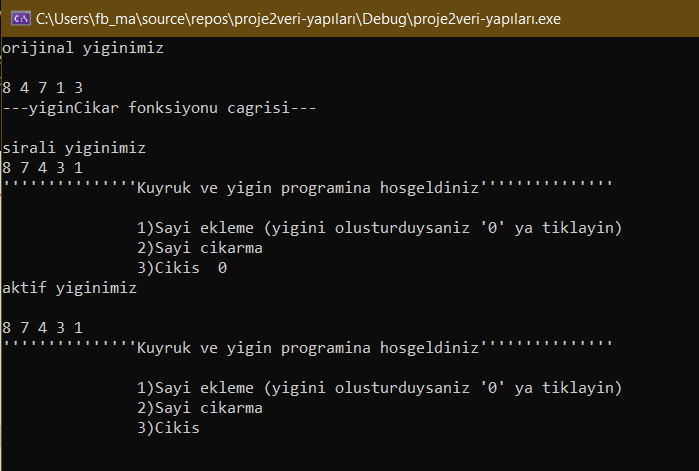 C:\Users\fb_ma\source\repos\proje2veri-yapıları\Debug\proje2veri-yapıları.exe
orijinal yiginimiz
8 4 7 1 3
---yiginCikar fonksiyonu cagrisi---
sirali yiginimiz
8 7 4 3 1
'''''''''''''''Kuyruk ve yigin programina hosgeldiniz'''''''''''''''
1)Sayi ekleme (yigini olusturduysaniz '0' ya tiklayin)
2)Sayi cikarma
3)Cikis  0
aktif yiginimiz
8 7 4 3 1
'''''''''''''''Kuyruk ve yigin programina hosgeldiniz'''''''''''''''
1)Sayi ekleme (yigini olusturduysaniz '0' ya tiklayin)
2)Sayi cikarma
3)Cikis